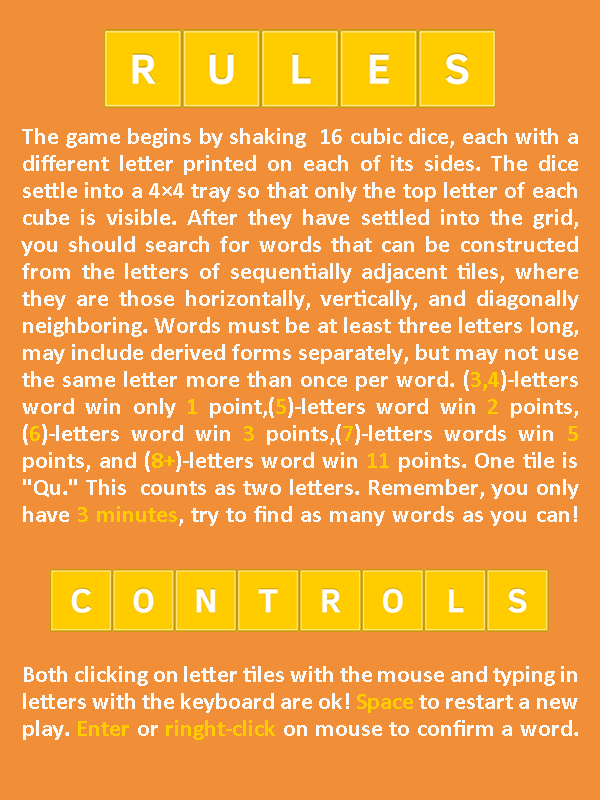 RULES
The game begins by shaking  16 cubic dice, each with a
different letter printed on each of its sides. The dice
settle into a 4×4 tray so that only the top letter of each
cube is visible. After they have settled into the grid,
you should search for words that can be constructed
from the letters of sequentially adjacent tiles, where
they are those horizontally, vertically, and diagonally
neighboring. Words must be at least three letters long,
may include derived forms separately, but may not use
the same letter more than once per word. (3,4)-letters
word win only 1 point,(5)-letters word win 2 points,
(6)-letters word win 3 points,(7)-letters words win 5
points, and (8+)-letters word win 11 points. One tile is
"Qu." This  counts as two letters. Remember, you only
have 3 minutes, try to find as many words as you can!
CONTROLS
Both clicking on letter tiles with the mouse and typing in
letters with the keyboard are ok! Space to restart a new
play. Enter or ringht-click on mouse to confirm a word.